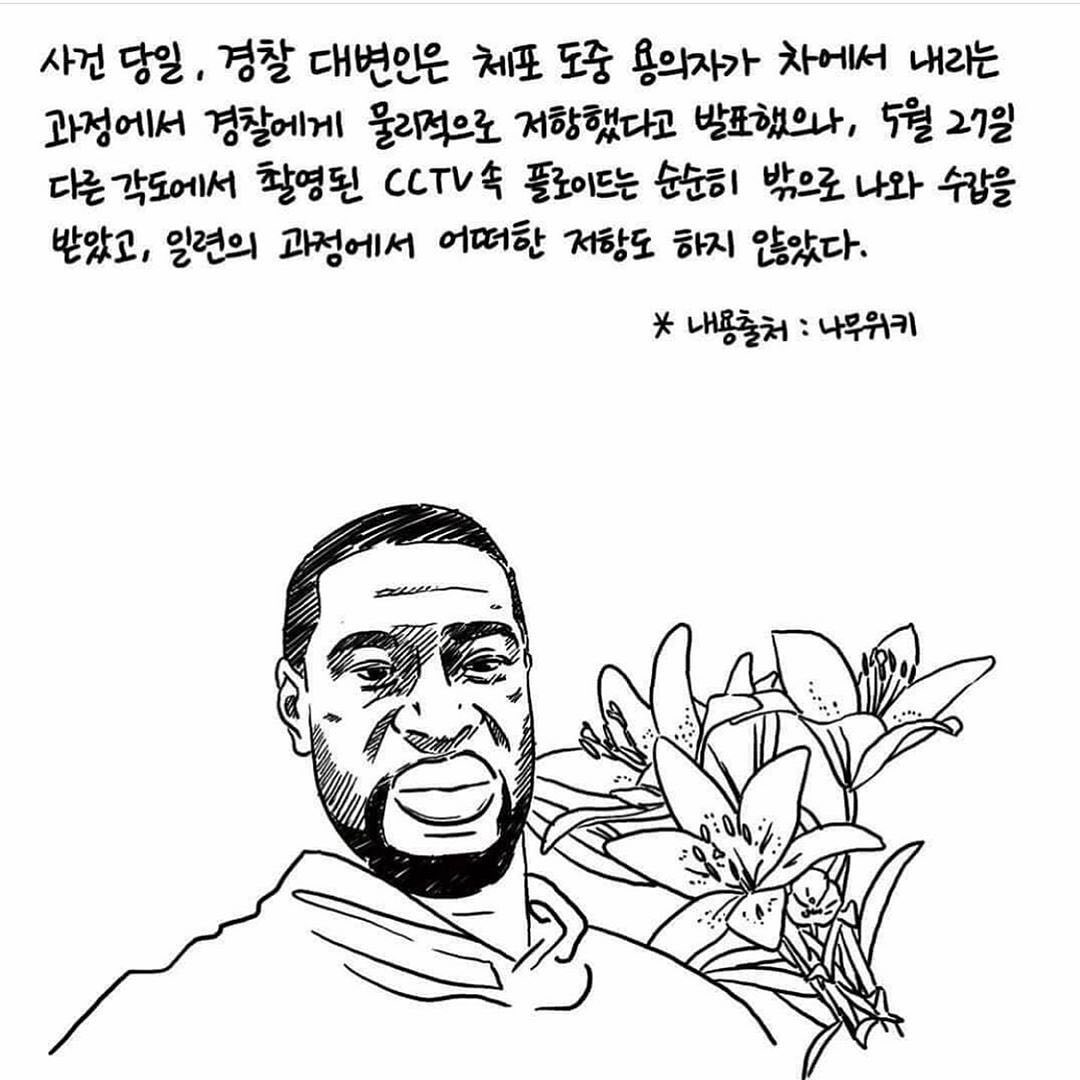 사건 당일, 경찰 대변인은 체포 도중 용의자가 차에서 내리는
과정에서 경찰에게 물리적으로 저항했다고 발표했으나, 5월 27일
다른 각도에서 촬영된 CCTV속 플로이드는 순순히 밖으로 나와 수갑을
받았고, 일련의 과정에서 어떠한 저항도 하지 않았다.
* 내용출처 : 나무위키